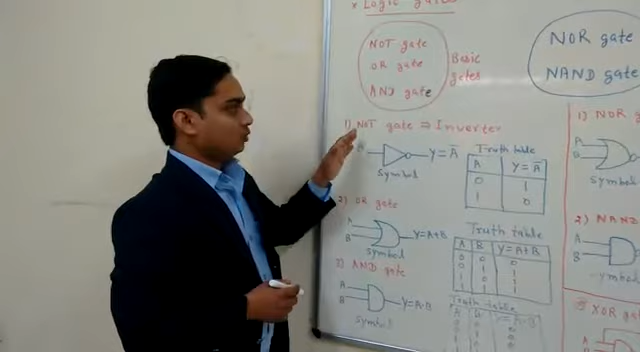 * Logic gates
NOT gate
OR gate
AND gate
Basic
gates
NOR gate
NAND gate
1) NOT gate ⇒ Inverter
A
Y = A̅
Symbol
Truth table
A Y = A̅
0 1
1 0
2) OR gate
A
B
Y=A+B
Symbol
Truth table
A B Y=A+B
0 0 0
0 1 1
1 0 1
1 1 1
3) AND gate
A
B
Y=A·B
Symbol
Truth table
A B Y=A·B
1) NOR
A
B
Symbol
2) NAND
A
B
Symbol
3) XOR
A
B